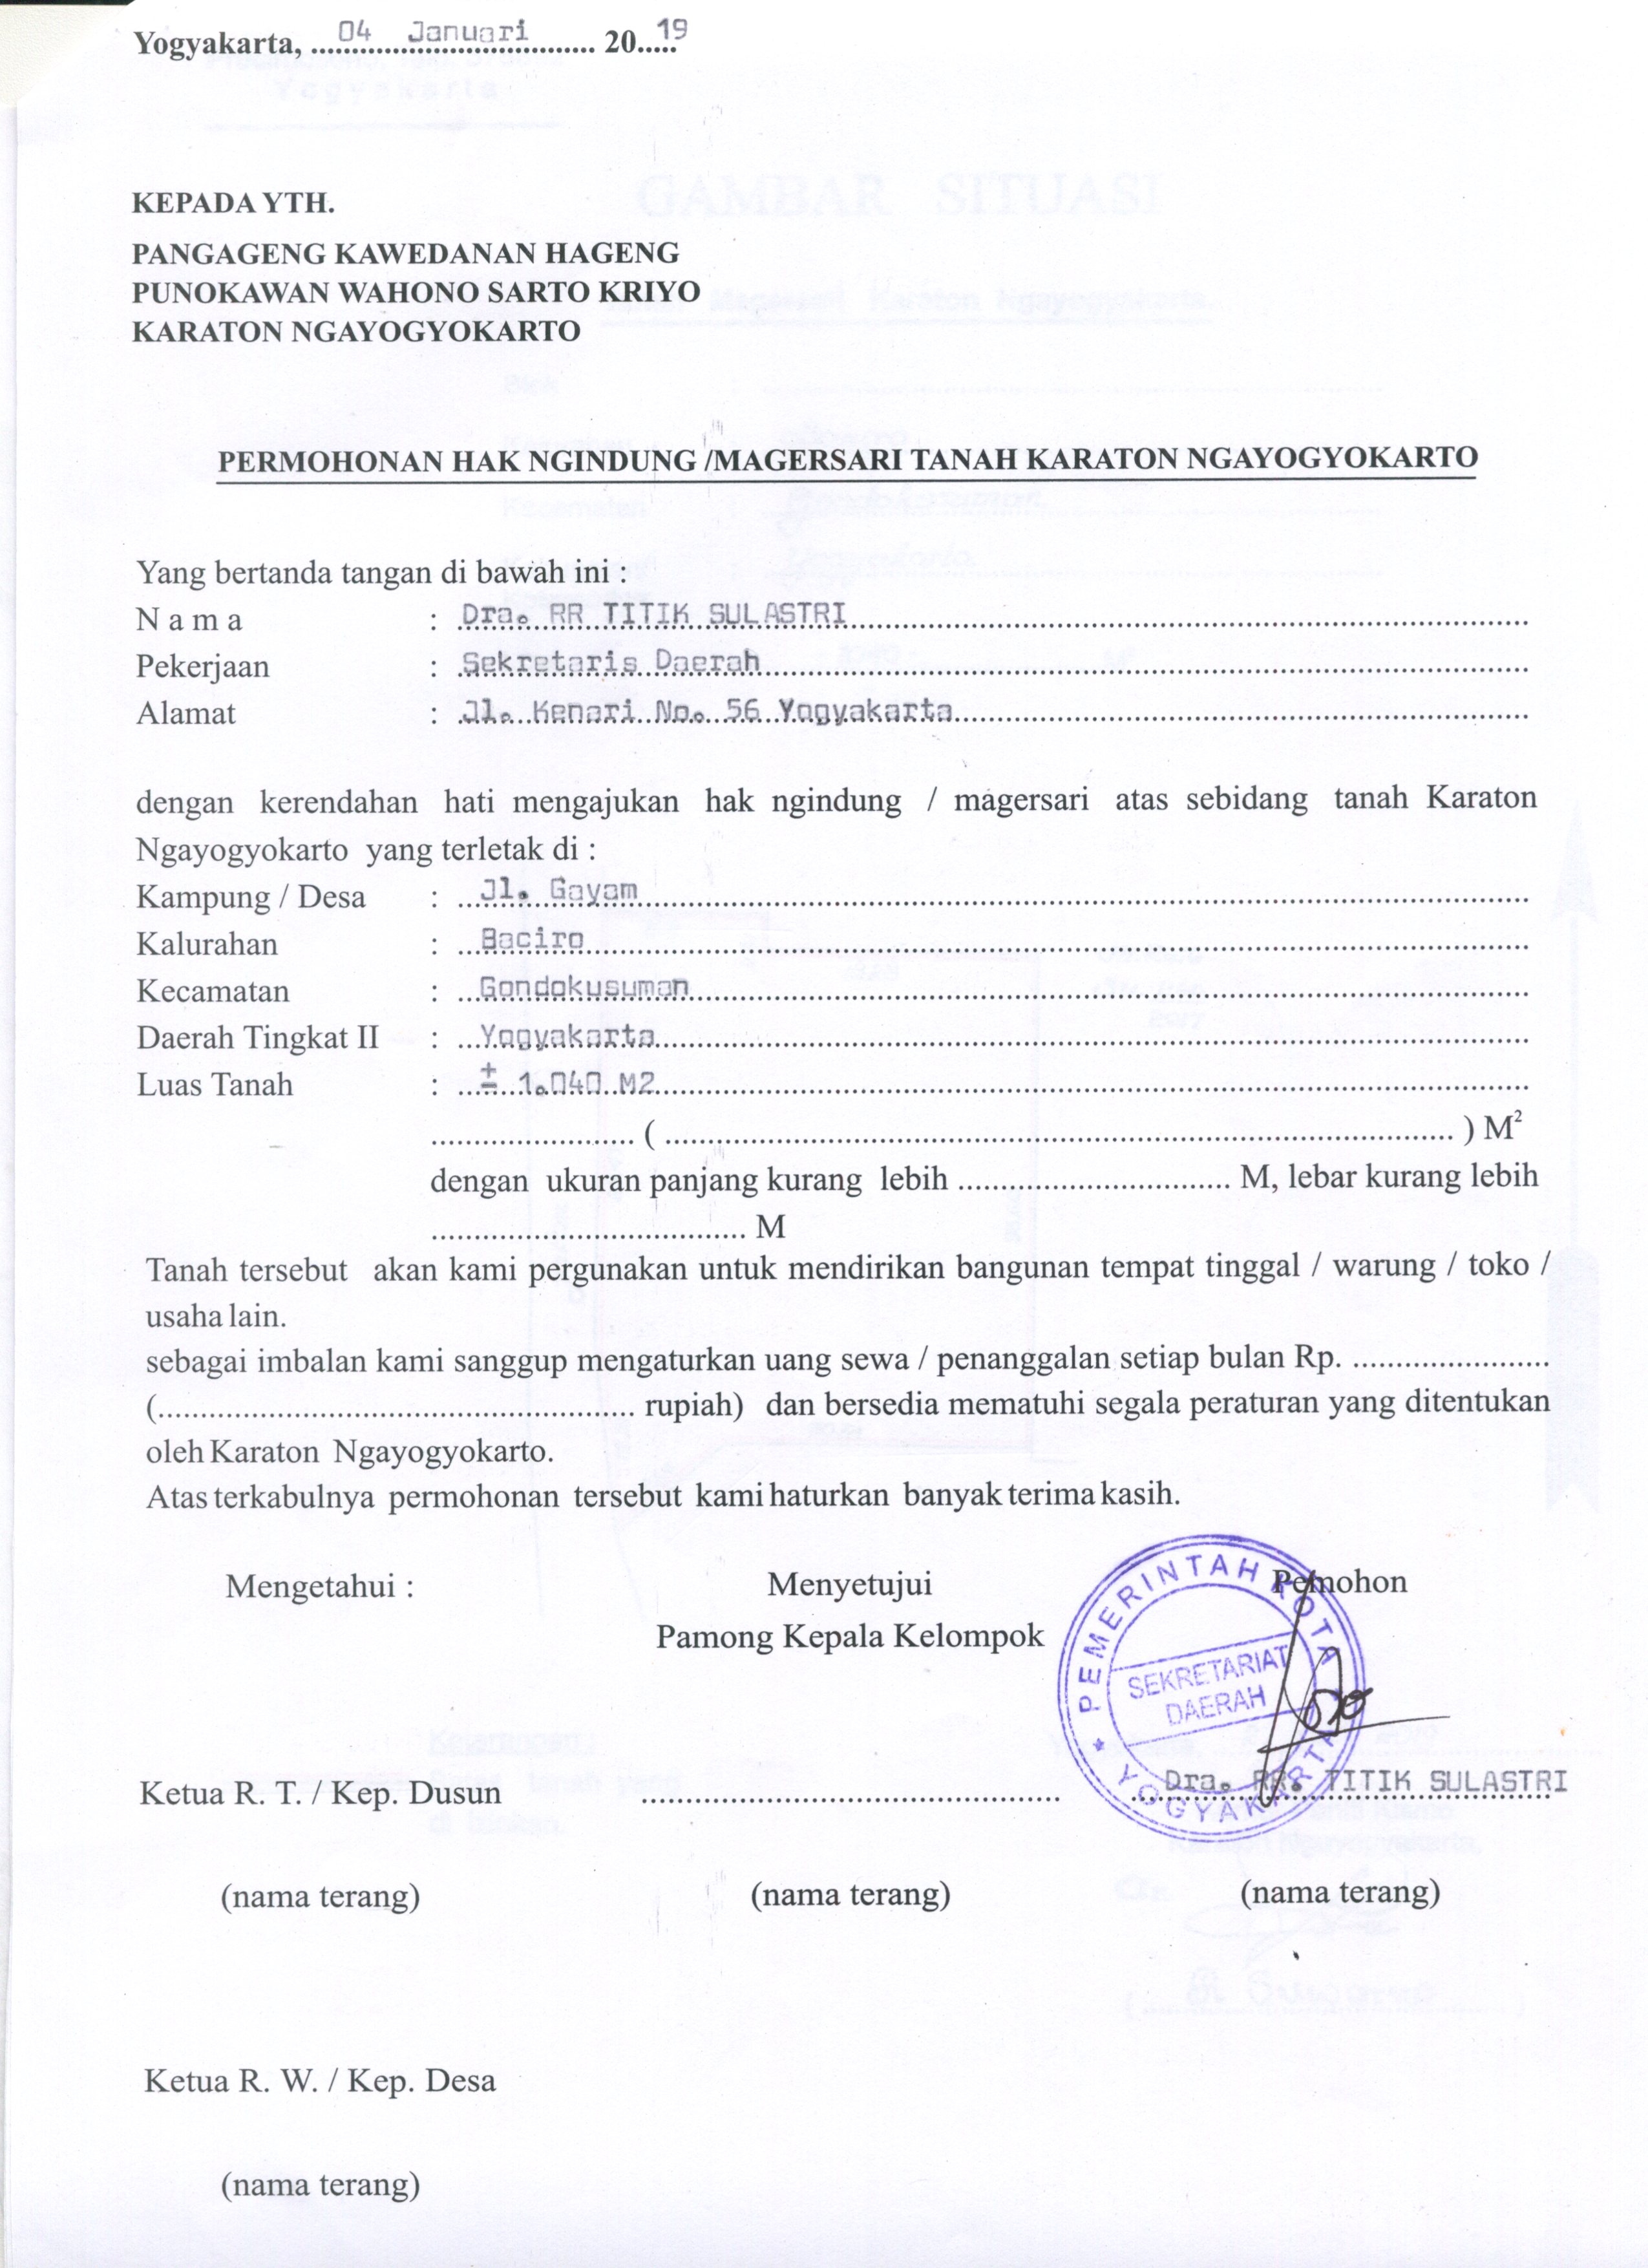 Yogyakarta, 04 Januari 2019
KEPADA YTH.
PANGAGENG KAWEDANAN HAGENG
PUNOKAWAN WAHONO SARTO KRIYO
KARATON NGAYOGYOKARTO
PERMOHONAN HAK NGINDUNG /MAGERSARI TANAH KARATON NGAYOGYOKARTO
Yang bertanda tangan di bawah ini :
N a m a : Dra. RR TITIK SULASTRI
Pekerjaan : Sekretaris Daerah
Alamat : Jl. Kenari No. 56 Yogyakarta
dengan kerendahan hati mengajukan hak ngindung / magersari atas sebidang tanah Karaton
Ngayogyokarto yang terletak di :
Kampung / Desa : Jl. Gayam
Kalurahan : Baciro
Kecamatan : Gondokusuman
Daerah Tingkat II : Yogyakarta
Luas Tanah : ± 1.040 M2
.......................... ( .......................... ) M²
dengan ukuran panjang kurang lebih .......................... M, lebar kurang lebih
.......................... M
Tanah tersebut akan kami pergunakan untuk mendirikan bangunan tempat tinggal / warung / toko /
usaha lain.
sebagai imbalan kami sanggup mengaturkan uang sewa / penanggalan setiap bulan Rp. ........................
(.......................... rupiah) dan bersedia mematuhi segala peraturan yang ditentukan
oleh Karaton Ngayogyokarto.
Atas terkabulnya permohonan tersebut kami haturkan banyak terima kasih.
Mengetahui : Menyetujui Pemohon
Pamong Kepala Kelompok
PEMERINTAH KOTA
SEKRETARIAT
DAERAH
YOGYAKARTA
Ketua R. T. / Kep. Dusun .......................... Dra. RR. TITIK SULASTRI
(nama terang) (nama terang) (nama terang)
Ketua R. W. / Kep. Desa
(nama terang)
GAMBAR SITUASI